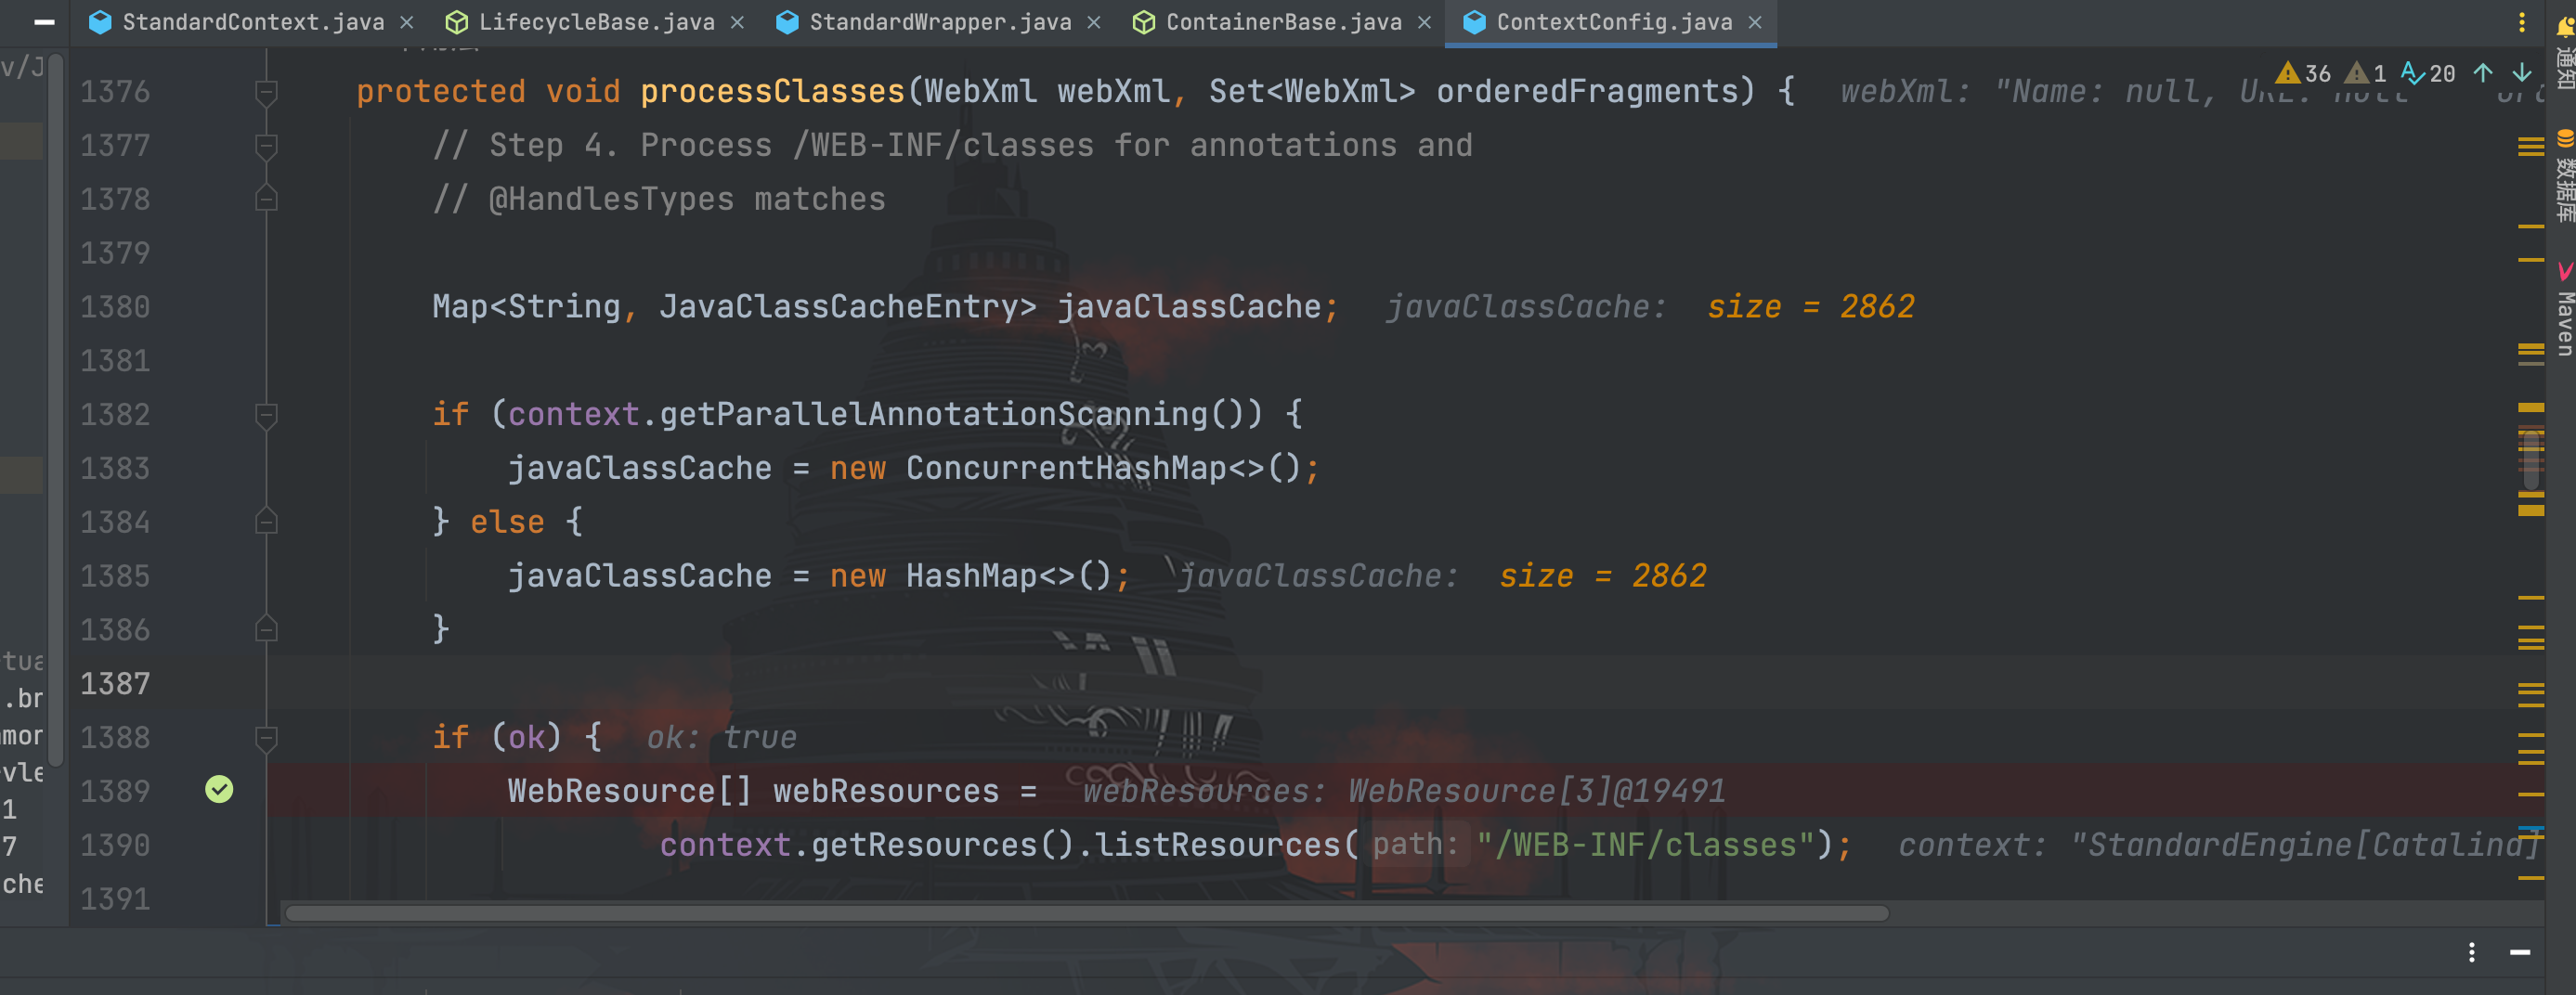 StandardContext.java LifecycleBase.java StandardWrapper.java ContainerBase.java ContextConfig.java
36 1 20
1376 protected void processClasses(WebXml webXml, Set<WebXml> orderedFragments) { webXml: "Name: null, URL: null
1377 // Step 4. Process /WEB-INF/classes for annotations and
1378 // @HandlesTypes matches
1379
1380 Map<String, JavaClassCacheEntry> javaClassCache; javaClassCache: size = 2862
1381
1382 if (context.getParallelAnnotationScanning()) {
1383 javaClassCache = new ConcurrentHashMap<>();
1384 } else {
1385 javaClassCache = new HashMap<>(); javaClassCache: size = 2862
1386 }
1387
1388 if (ok) { ok: true
1389 WebResource[] webResources = webResources: WebResource[3]@19491
1390 context.getResources().listResources( path: "/WEB-INF/classes"); context: "StandardEngine[Catalina]
1391
v/J
tua
.br
mor
vle
1
7
che
通知
数据库
Maven